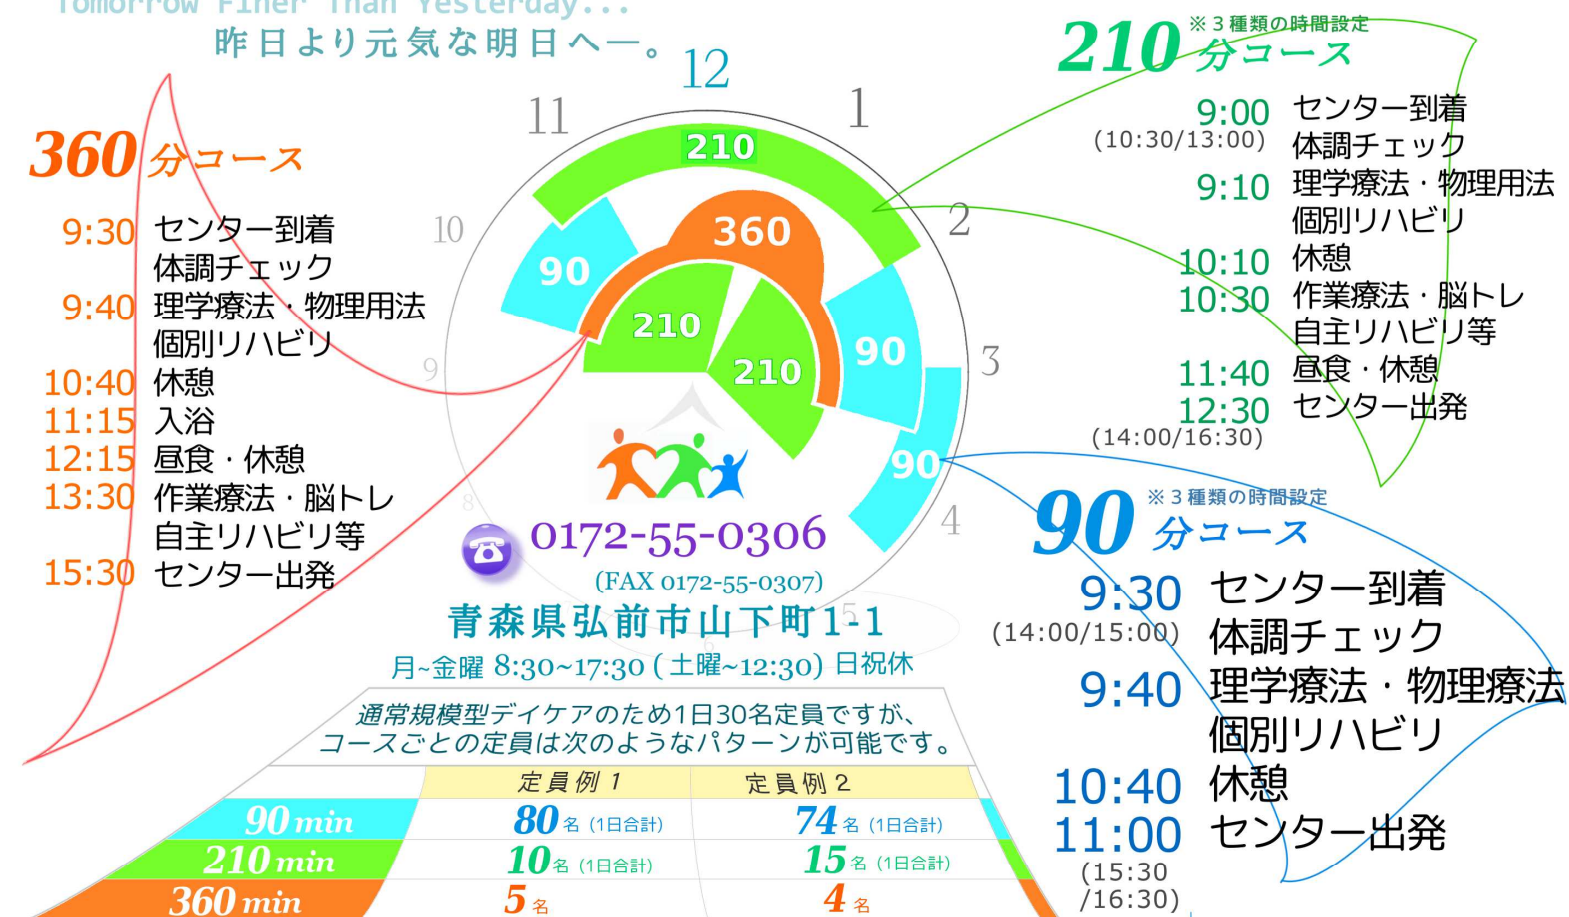 Tomorrow Finer Than Yesterday...
昨日より元気な明日へ―。
360 分コース
9:30 センター到着
体調チェック
9:40 理学療法・物理用法
個別リハビリ
10:40 休憩
11:15 入浴
12:15 昼食・休憩
13:30 作業療法・脳トレ
自主リハビリ等
15:30 センター出発
12
11
1
10
2
9
3
8
4
5
6
210
360
90
210
210
90
90
0172-55-0306
(FAX 0172-55-0307)
青森県弘前市山下町1-1
月~金曜 8:30~17:30 (土曜~12:30) 日祝休
210 分コース
※3種類の時間設定
9:00 センター到着
(10:30/13:00) 体調チェック
9:10 理学療法・物理用法
個別リハビリ
10:10 休憩
10:30 作業療法・脳トレ
自主リハビリ等
11:40 昼食・休憩
12:30 センター出発
(14:00/16:30)
90 分コース
※3種類の時間設定
9:30 センター到着
(14:00/15:00) 体調チェック
9:40 理学療法・物理療法
個別リハビリ
10:40 休憩
11:00 センター出発
(15:30
/16:30)
通常規模型デイケアのため1日30名定員ですが、
コースごとの定員は次のようなパターンが可能です。
定員例1 定員例2
90 min 80名 (1日合計) 74名 (1日合計)
210 min 10名 (1日合計) 15名 (1日合計)
360 min 5名 4名